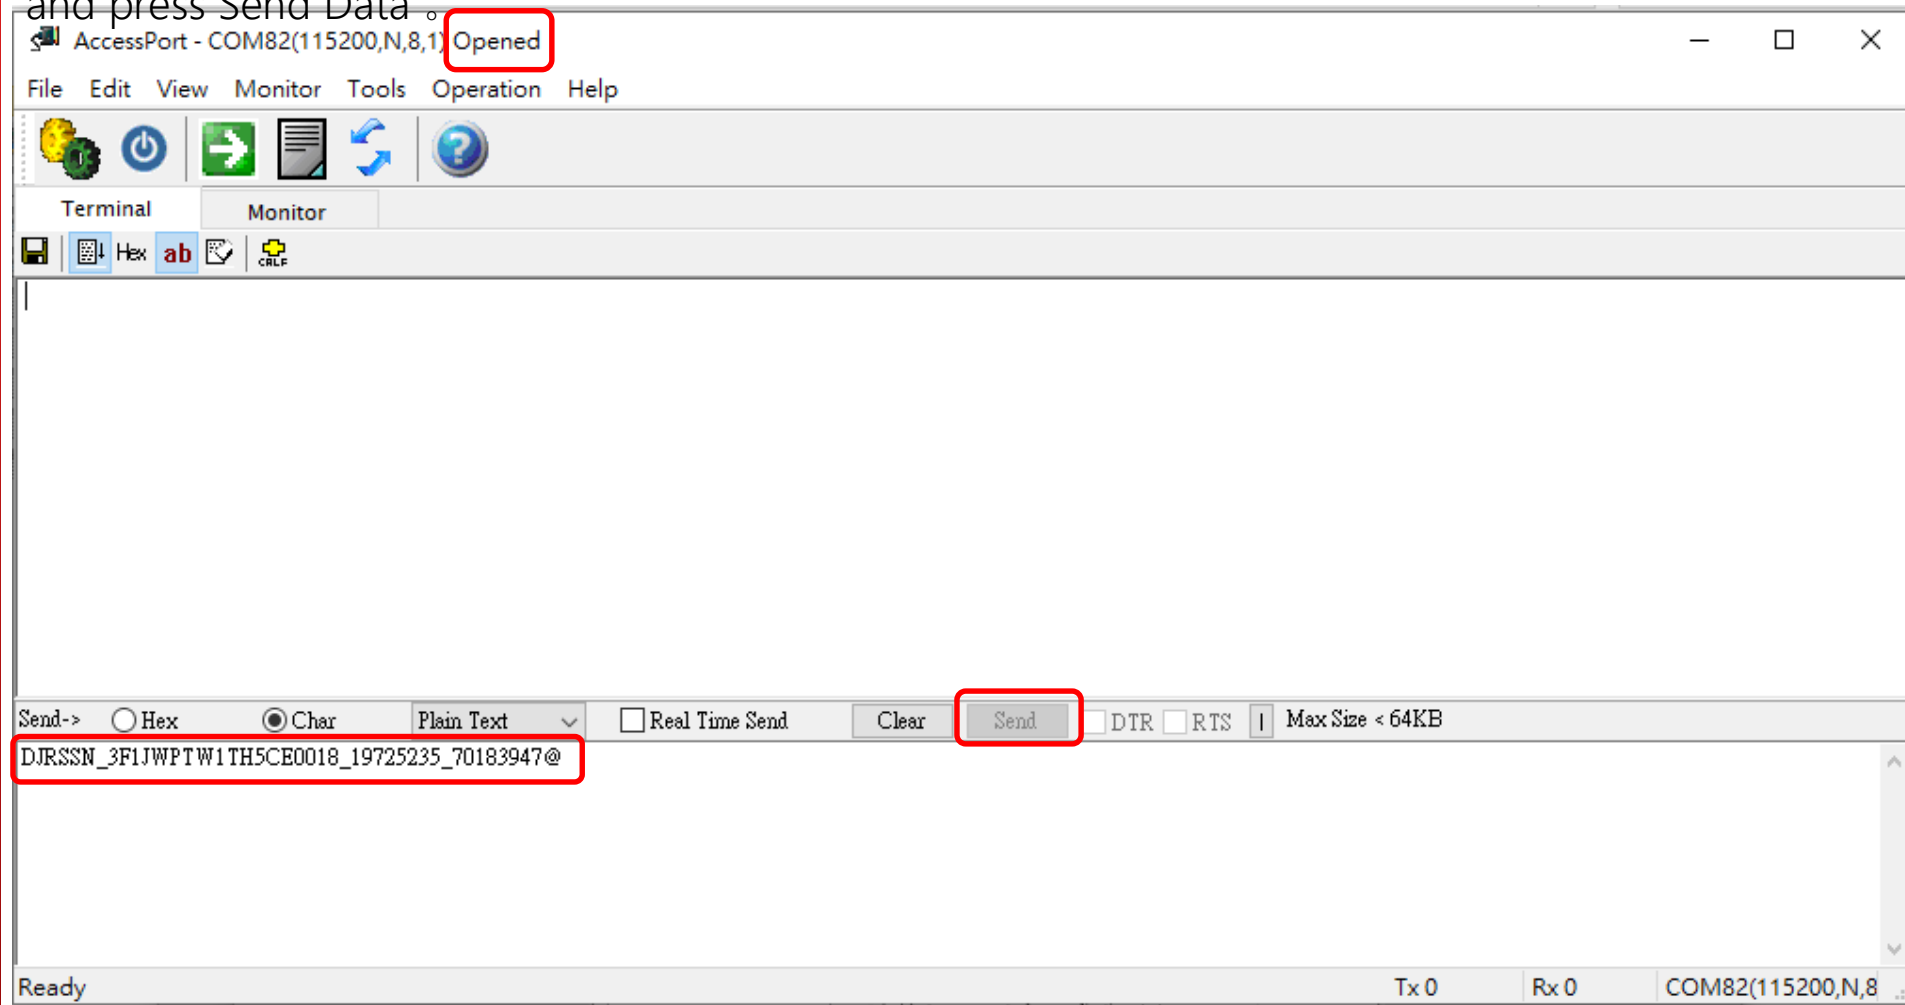 and press Send Data 。
AccessPort - COM82(115200,N,8,1) Opened
File Edit View Monitor Tools Operation Help
Terminal Monitor
Hex ab CRLF
Send-> Hex Char Plain Text Real Time Send Clear Send DTR RTS Max Size < 64KB
DJRSSN_3F1JWPTW1TH5CE0018_19725235_70183947@
Ready Tx 0 Rx 0 COM82(115200,N,8